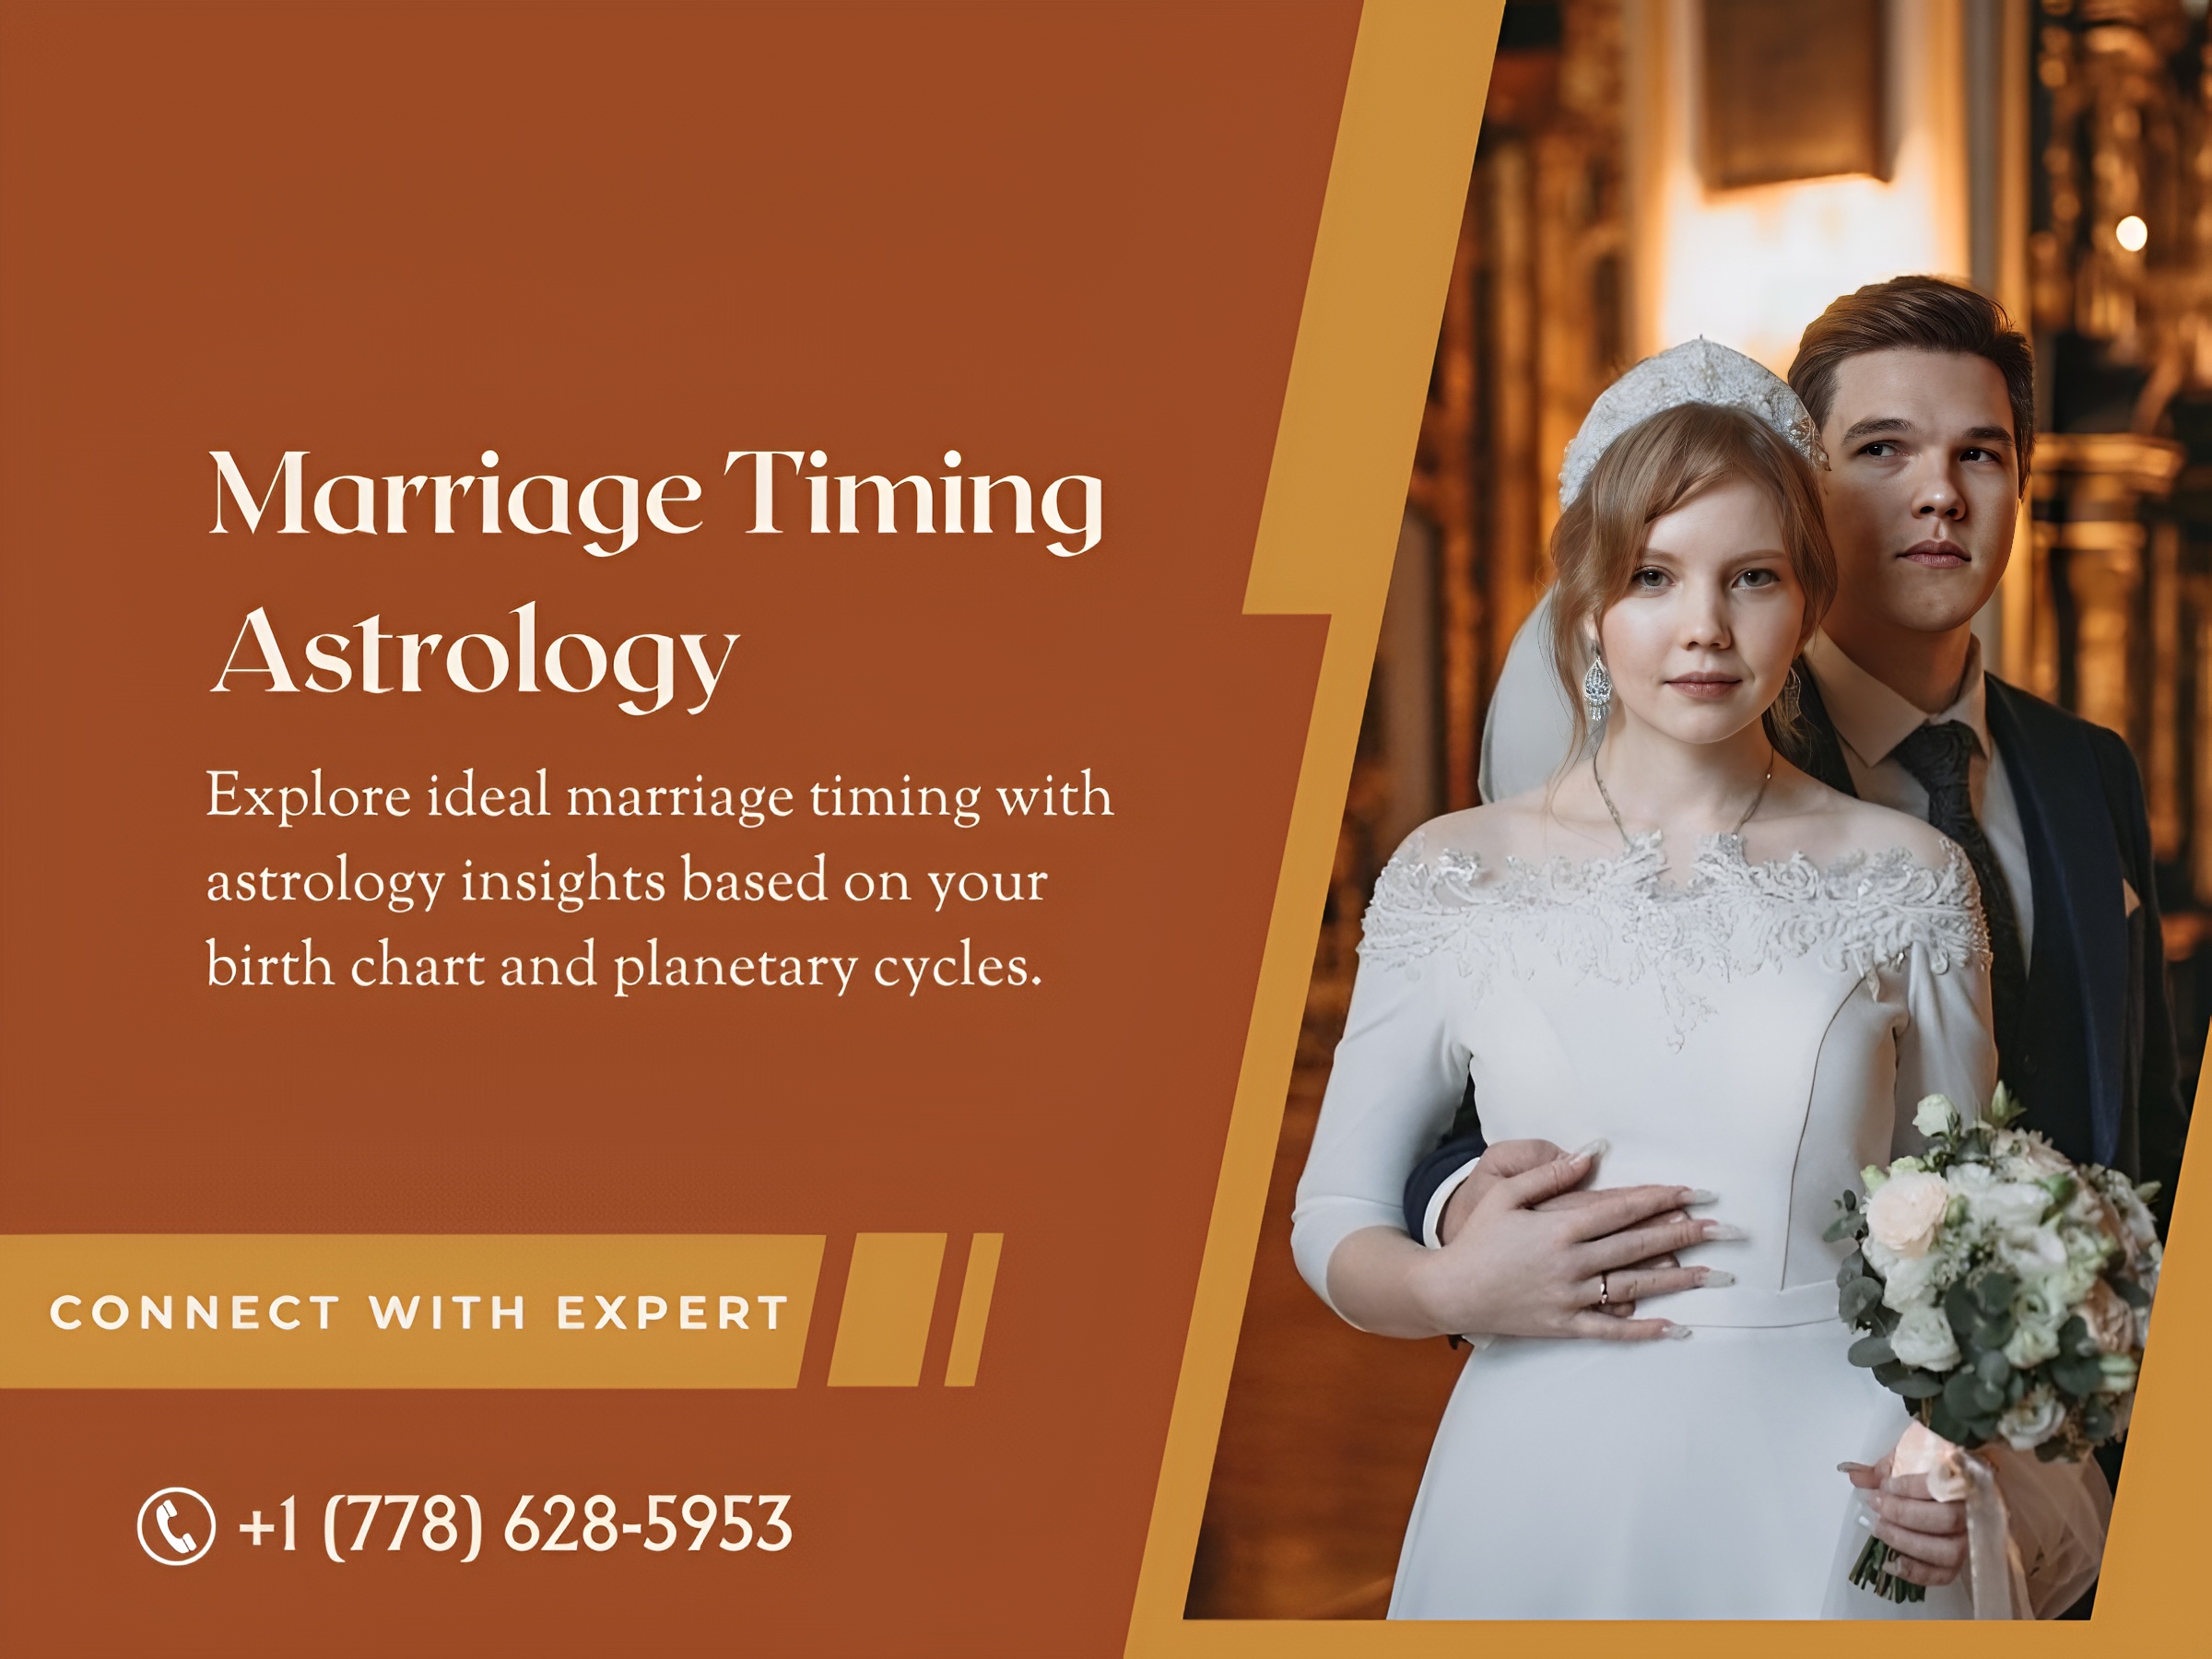 Marriage Timing
Astrology
Explore ideal marriage timing with
astrology insights based on your
birth chart and planetary cycles.
CONNECT WITH EXPERT
+1 (778) 628-5953